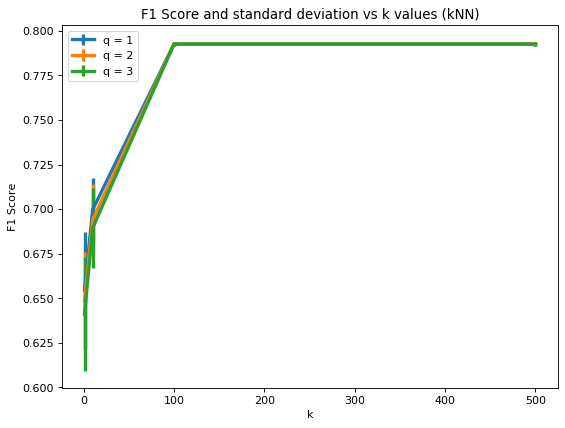 F1 Score and standard deviation vs k values (kNN)
0.800
0.775
0.750
0.725
0.700
0.675
0.650
0.625
0.600
F1 Score
q = 1
q = 2
q = 3
0
100
200
300
400
500
k